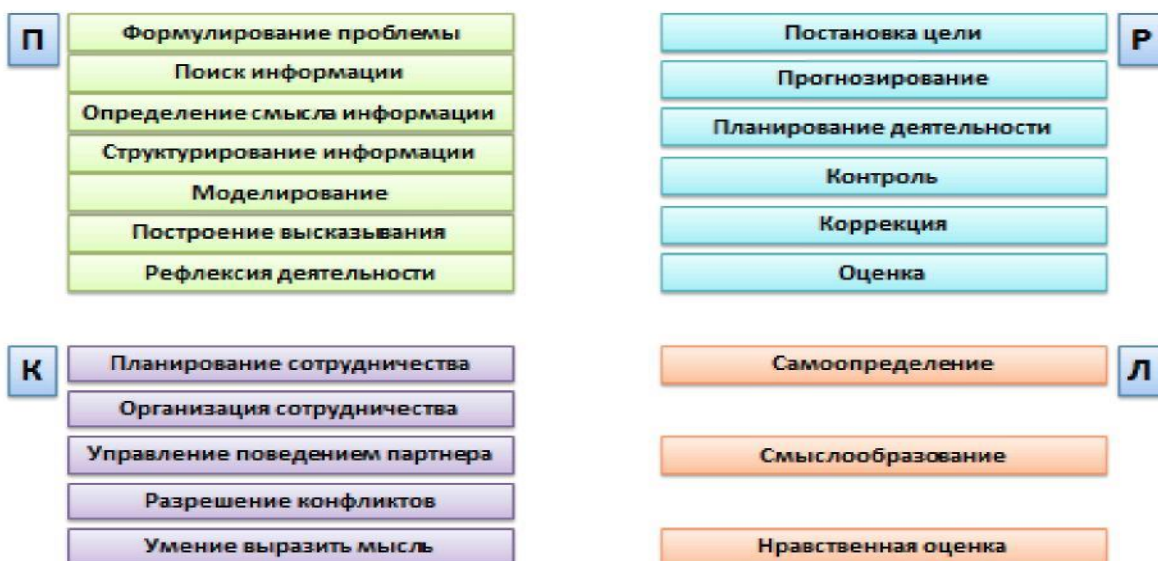 П
Формулирование проблемы
Поиск информации
Определение смысла информации
Структурирование информации
Моделирование
Построение высказывания
Рефлексия деятельности
Р
Постановка цели
Прогнозирование
Планирование деятельности
Контроль
Коррекция
Оценка
К
Планирование сотрудничества
Организация сотрудничества
Управление поведением партнера
Разрешение конфликтов
Умение выразить мысль
Л
Самоопределение
Смыслообразование
Нравственная оценка